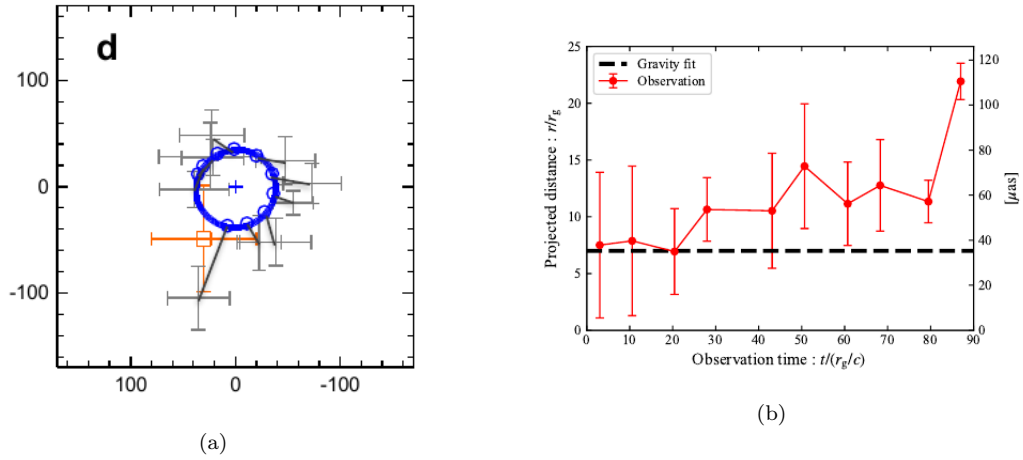 d
100
0
-100
100
0
-100
(a)
25
20
15
10
5
0
Projected distance : r/r_g
Gravity fit
Observation
120
100
80
60
40
20
0
[μas]
0 10 20 30 40 50 60 70 80 90
Observation time : t/(r_g/c)
(b)